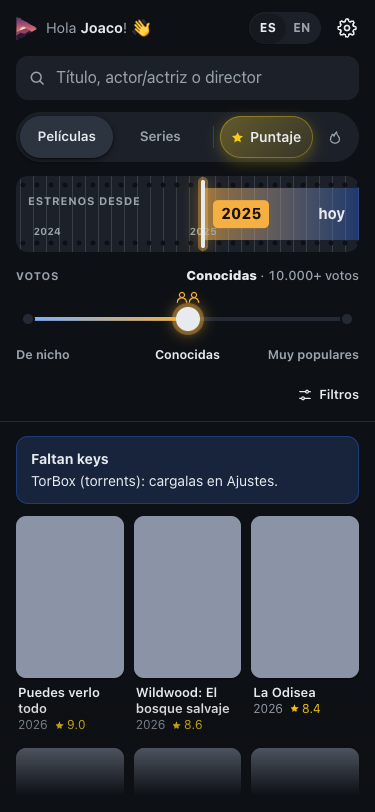 Hola Joaco! 👋
ES EN
Título, actor/actriz o director
Películas Series ★ Puntaje
ESTRENOS DESDE
2025 hoy
2024 2025
VOTOS Conocidas · 10.000+ votos
De nicho Conocidas Muy populares
Filtros
Faltan keys
TorBox (torrents): cargalas en Ajustes.
Puedes verlo todo
2026 ★ 9.0
Wildwood: El bosque salvaje
2026 ★ 8.6
La Odisea
2026 ★ 8.4